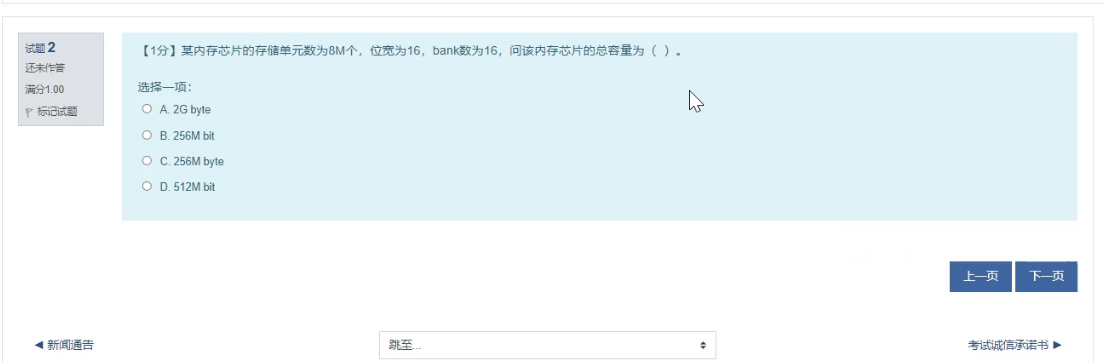 试题 2
还未作答
满分1.00
标记试题
【1分】某内存芯片的存储单元数为8M个，位宽为16，bank数为16，问该内存芯片的总容量为（ ）。
选择一项：
A. 2G byte
B. 256M bit
C. 256M byte
D. 512M bit
上一页 下一页
◀ 新闻通告 跳至... 考试诚信承诺书 ▶